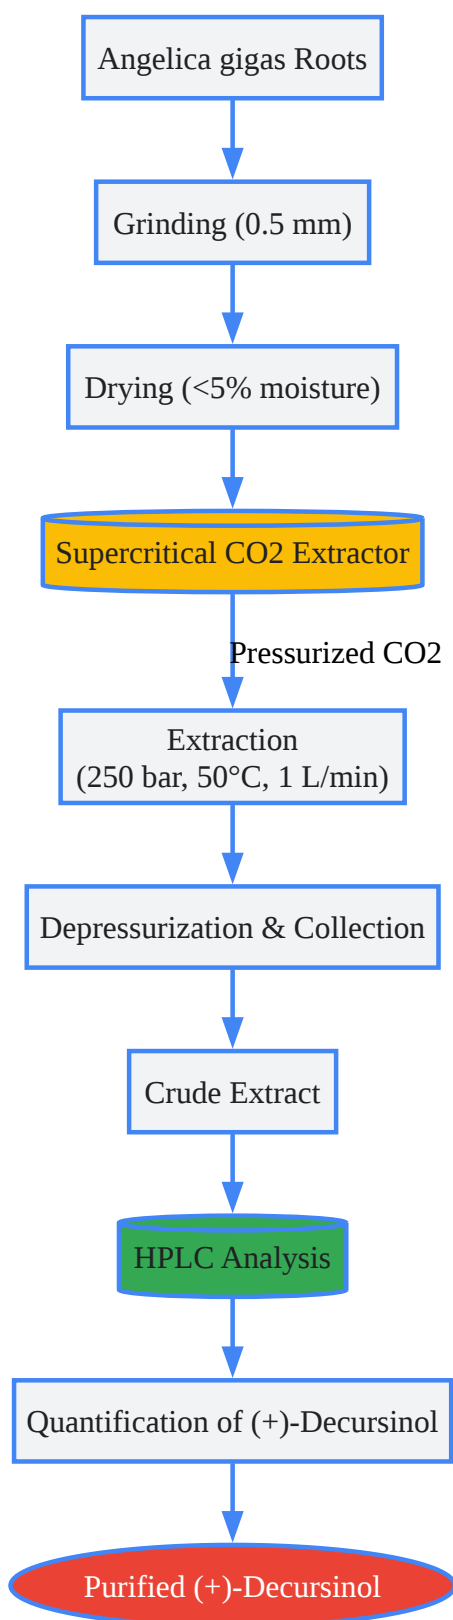 Angelica gigas Roots
Grinding (0.5 mm)
Drying (<5% moisture)
Supercritical CO2 Extractor
Pressurized CO2
Extraction
(250 bar, 50°C, 1 L/min)
Depressurization & Collection
Crude Extract
HPLC Analysis
Quantification of (+)-Decursinol
Purified (+)-Decursinol